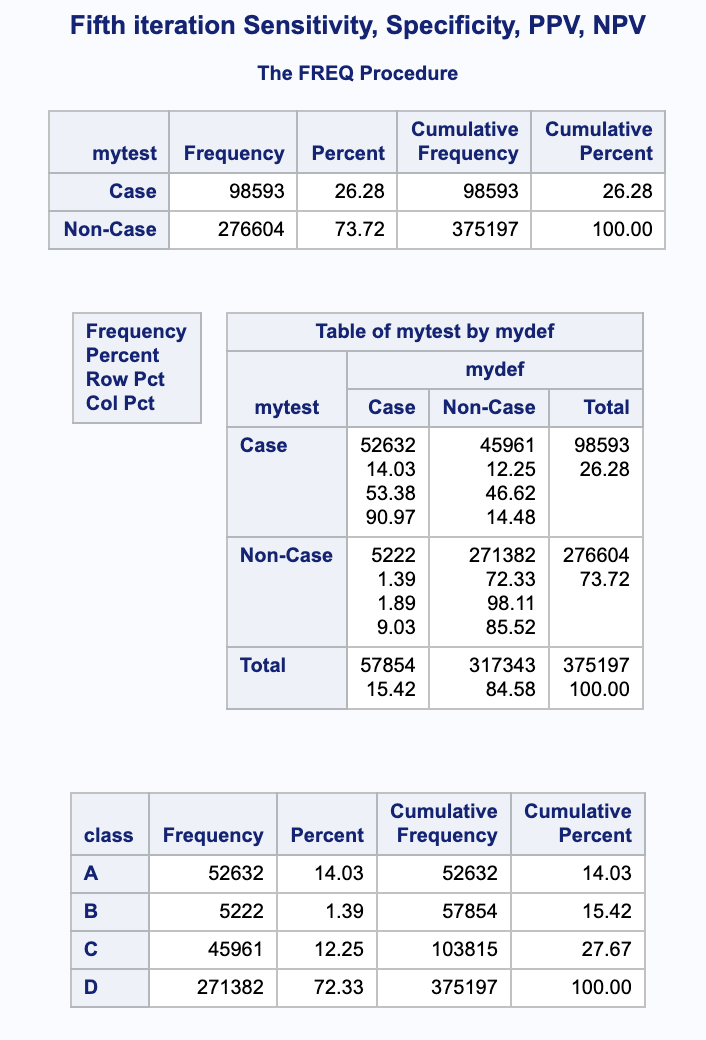 Fifth iteration Sensitivity, Specificity, PPV, NPV
The FREQ Procedure
Cumulative Cumulative
mytest Frequency Percent Frequency Percent
Case 98593 26.28 98593 26.28
Non-Case 276604 73.72 375197 100.00
Frequency
Percent
Row Pct
Col Pct
Table of mytest by mydef
mydef
mytest Case Non-Case Total
Case 52632 45961 98593
14.03 12.25 26.28
53.38 46.62
90.97 14.48
Non-Case 5222 271382 276604
1.39 72.33 73.72
1.89 98.11
9.03 85.52
Total 57854 317343 375197
15.42 84.58 100.00
Cumulative Cumulative
class Frequency Percent Frequency Percent
A 52632 14.03 52632 14.03
B 5222 1.39 57854 15.42
C 45961 12.25 103815 27.67
D 271382 72.33 375197 100.00